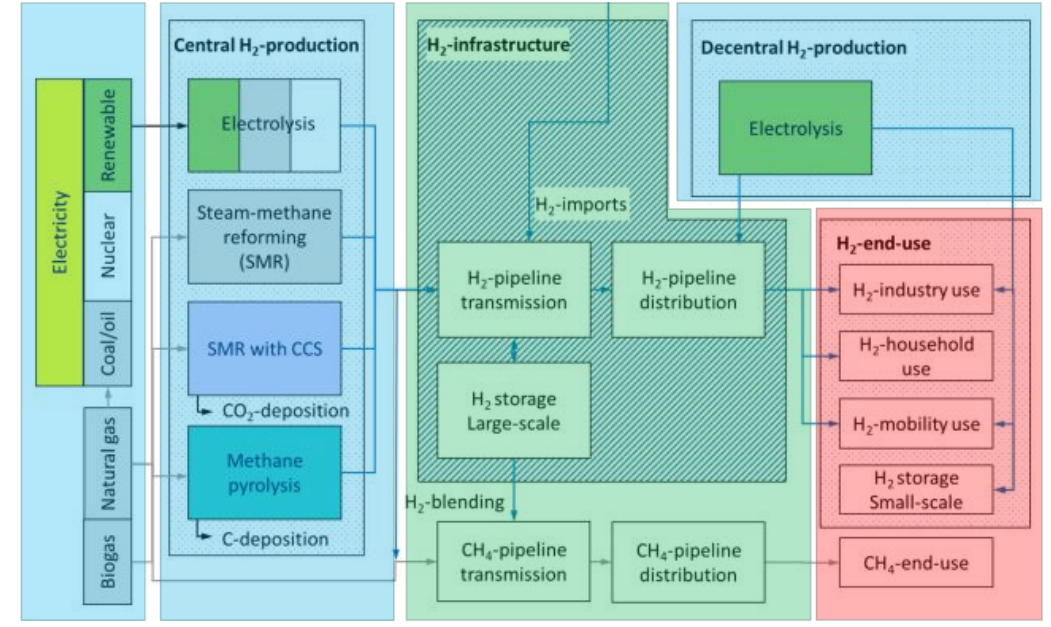 Electricity
Renewable
Nuclear
Coal/oil
Natural gas
Biogas
Central H₂-production
Electrolysis
Steam-methane
reforming
(SMR)
SMR with CCS
CO₂-deposition
Methane
pyrolysis
C-deposition
H₂-infrastructure
H₂-imports
H₂-pipeline
transmission
H₂-pipeline
distribution
H₂ storage
Large-scale
H₂-blending
CH₄-pipeline
transmission
CH₄-pipeline
distribution
Decentral H₂-production
Electrolysis
H₂-end-use
H₂-industry use
H₂-household
use
H₂-mobility use
H₂ storage
Small-scale
CH₄-end-use